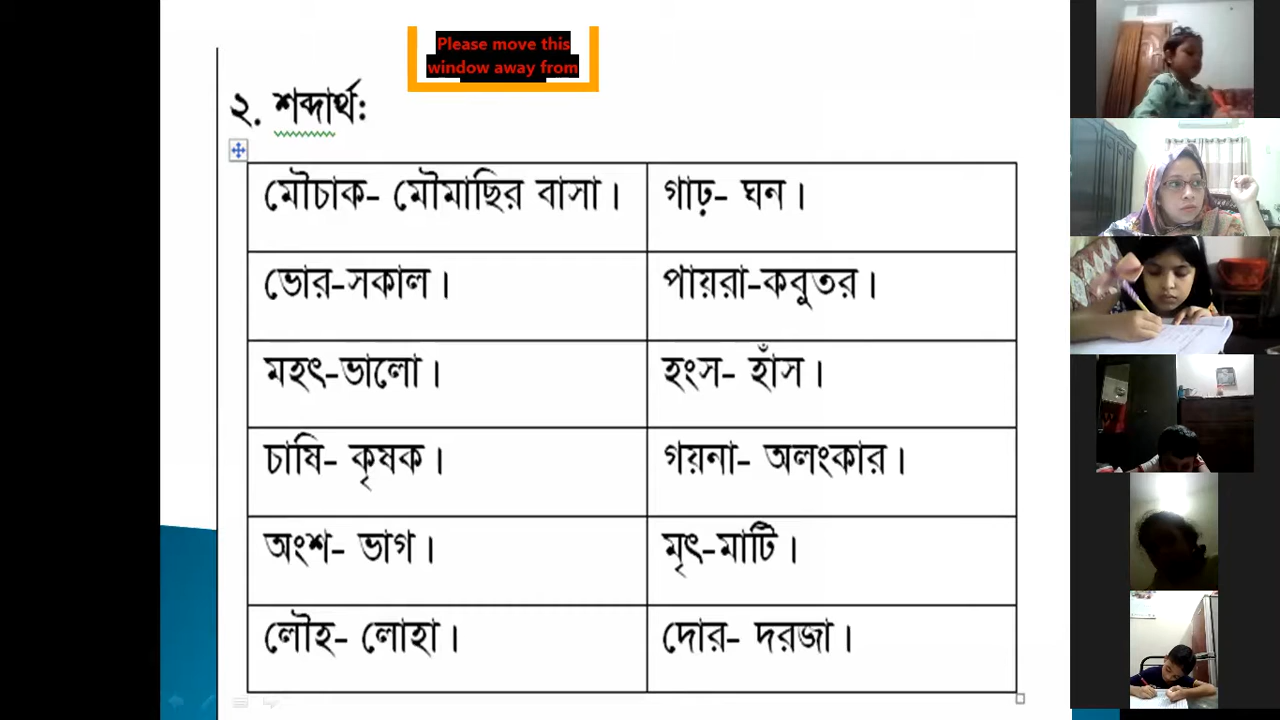 Please move this
window away from
২. শব্দার্থ:
মৌচাক- মৌমাছির বাসা। গাঢ়- ঘন।
ভোর-সকাল। পায়রা-কবুতর।
মহৎ-ভালো। হংস- হাঁস।
চাষি- কৃষক। গয়না- অলংকার।
অংশ- ভাগ। মৃৎ-মাটি।
লৌহ- লোহা। দোর- দরজা।